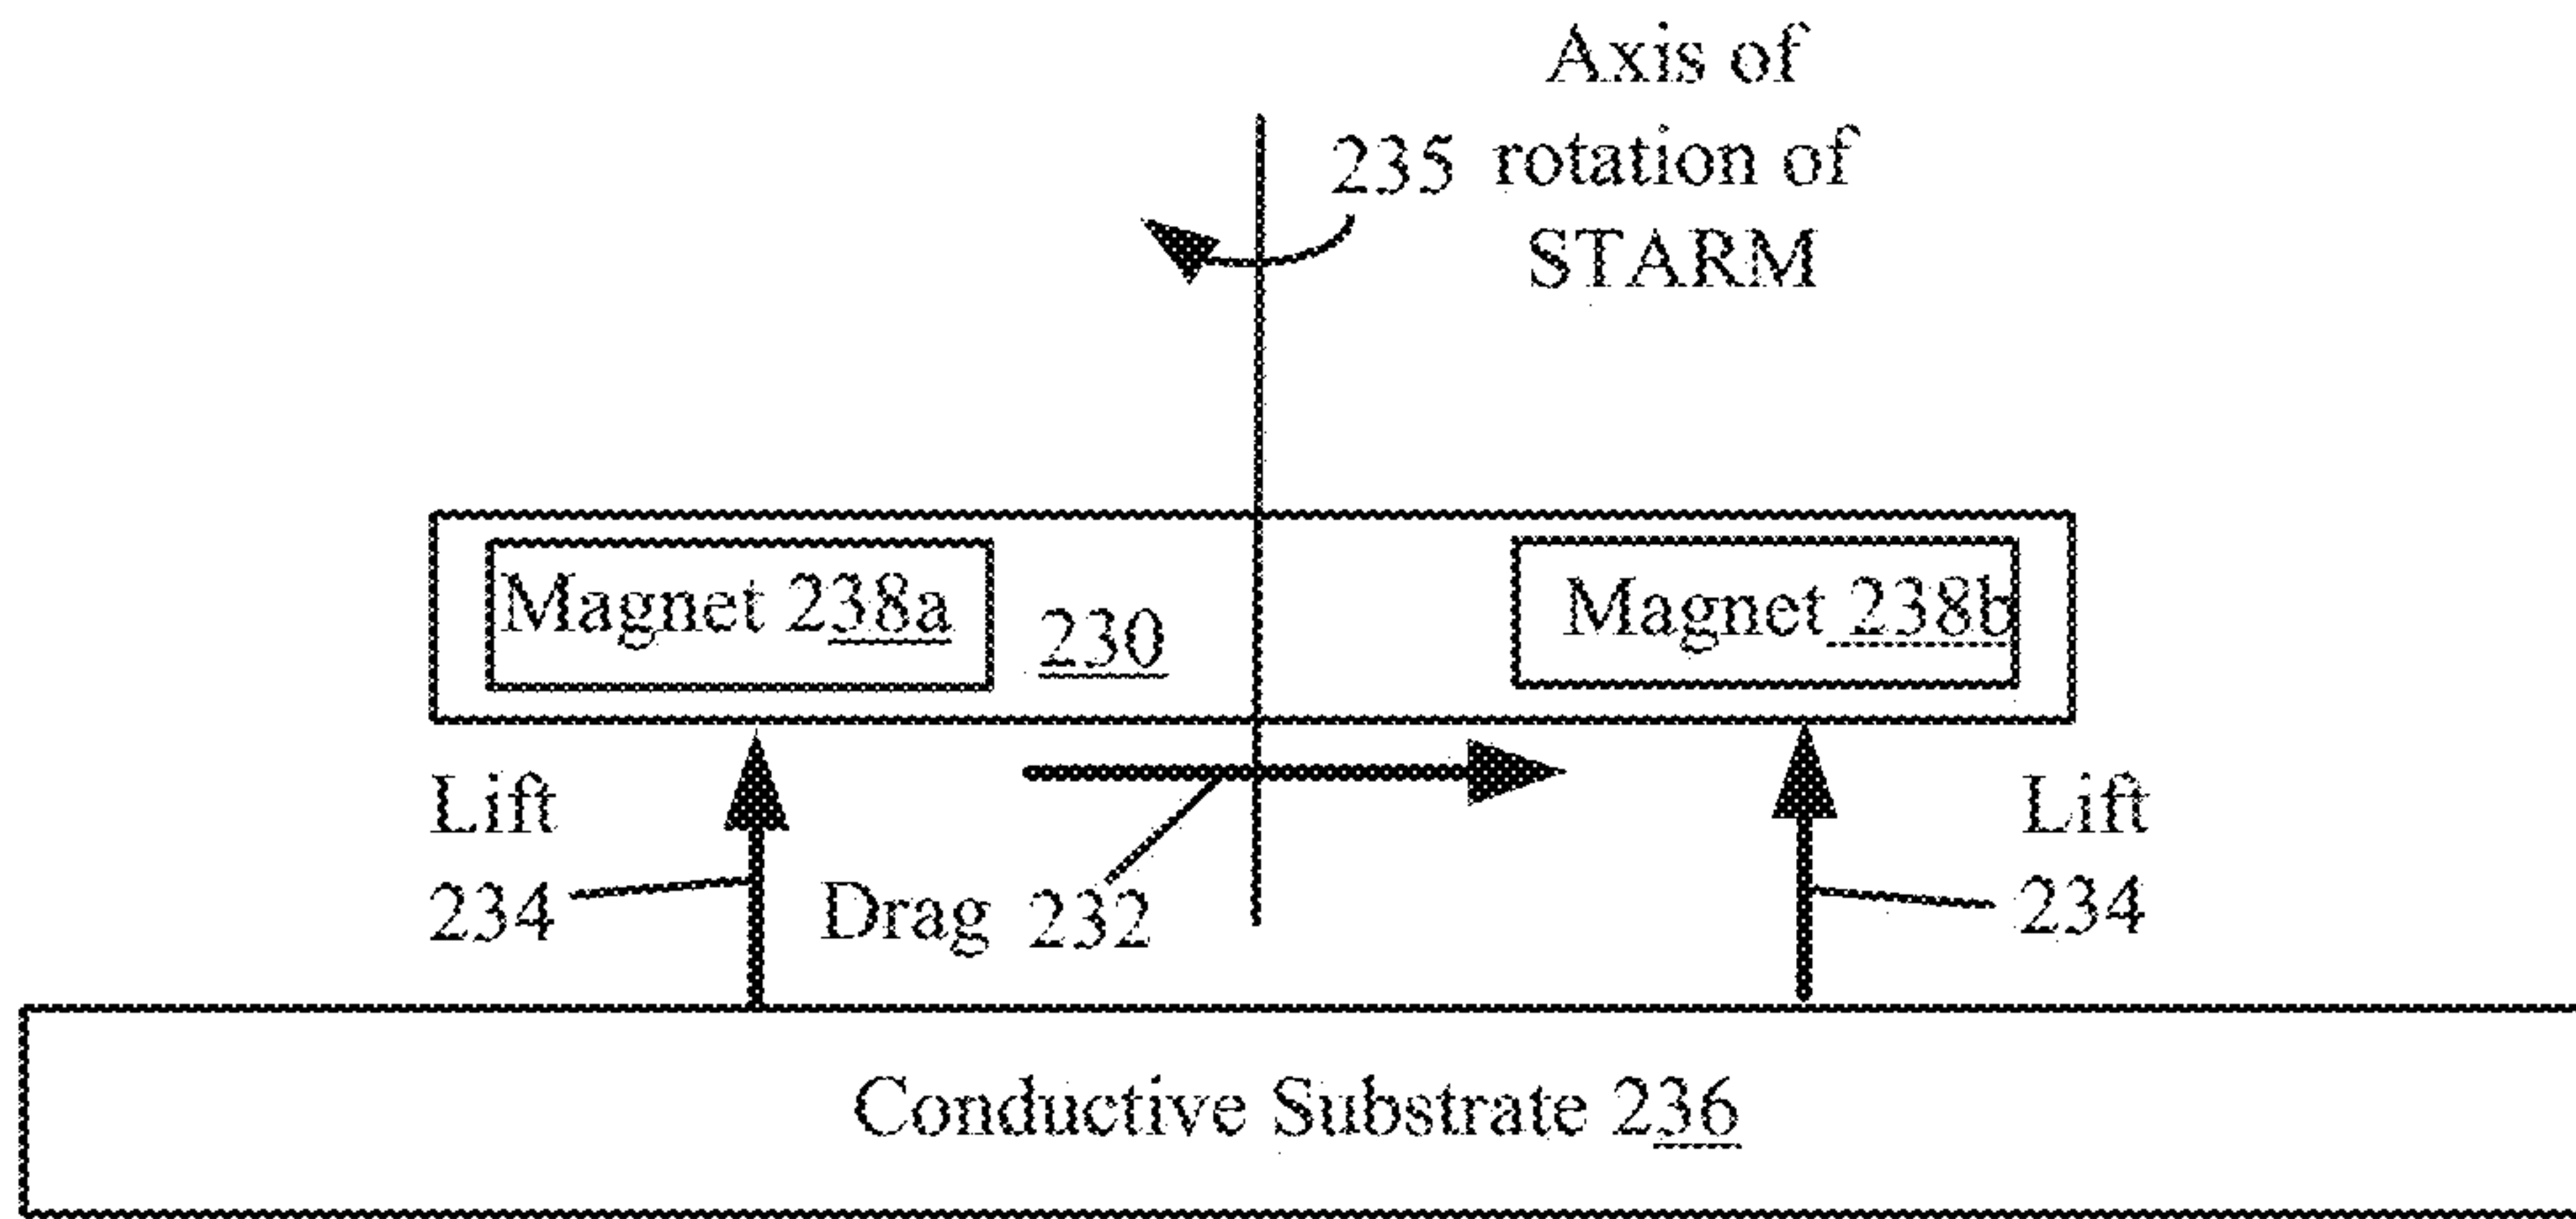 Axis of
235 rotation of
STARM
Magnet 238a
230
Magnet 238b
Lift
234
Drag 232
Lift
234
Conductive Substrate 236